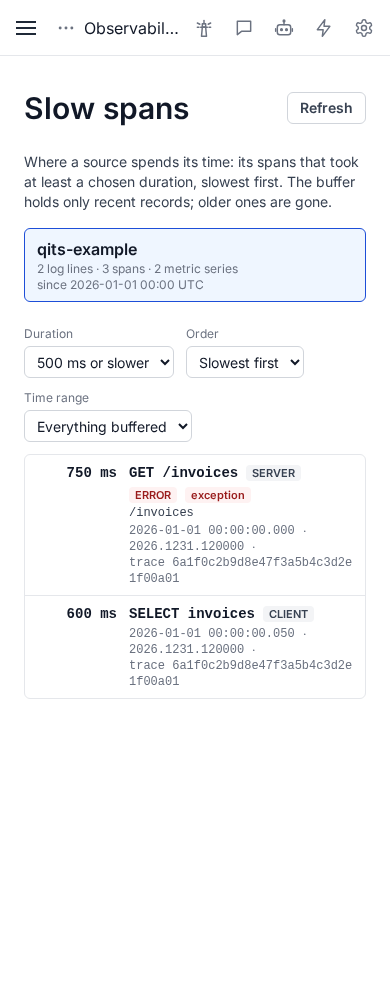 Observabil...
Slow spans
Refresh
Where a source spends its time: its spans that took
at least a chosen duration, slowest first. The buffer
holds only recent records; older ones are gone.
qits-example
2 log lines · 3 spans · 2 metric series
since 2026-01-01 00:00 UTC
Duration
Order
500 ms or slower
Slowest first
Time range
Everything buffered
750 ms GET /invoices SERVER
ERROR exception
/invoices
2026-01-01 00:00:00.000 ·
2026.1231.120000 ·
trace 6a1f0c2b9d8e47f3a5b4c3d2e
1f00a01
600 ms SELECT invoices CLIENT
2026-01-01 00:00:00.050 ·
2026.1231.120000 ·
trace 6a1f0c2b9d8e47f3a5b4c3d2e
1f00a01